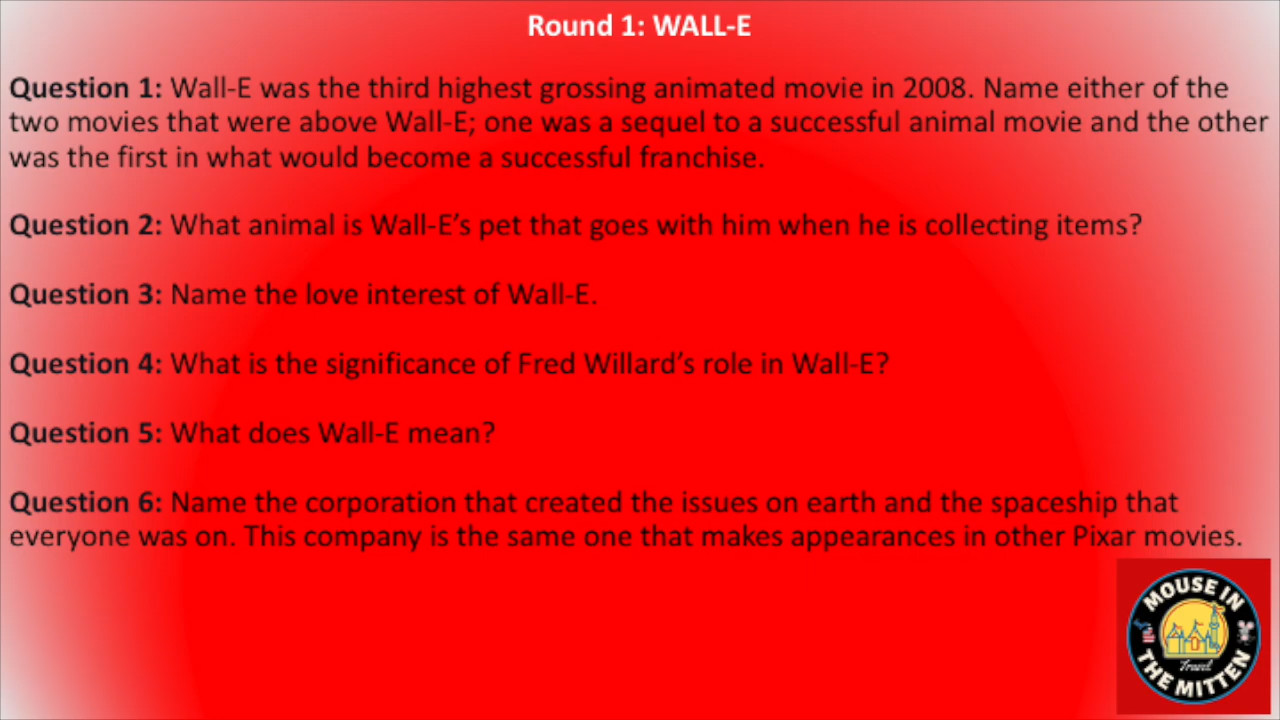 Round 1: WALL-E
Question 1: Wall-E was the third highest grossing animated movie in 2008. Name either of the
two movies that were above Wall-E; one was a sequel to a successful animal movie and the other
was the first in what would become a successful franchise.
Question 2: What animal is Wall-E’s pet that goes with him when he is collecting items?
Question 3: Name the love interest of Wall-E.
Question 4: What is the significance of Fred Willard’s role in Wall-E?
Question 5: What does Wall-E mean?
Question 6: Name the corporation that created the issues on earth and the spaceship that
everyone was on. This company is the same one that makes appearances in other Pixar movies.
MOUSE IN
Travel
THE MITTEN